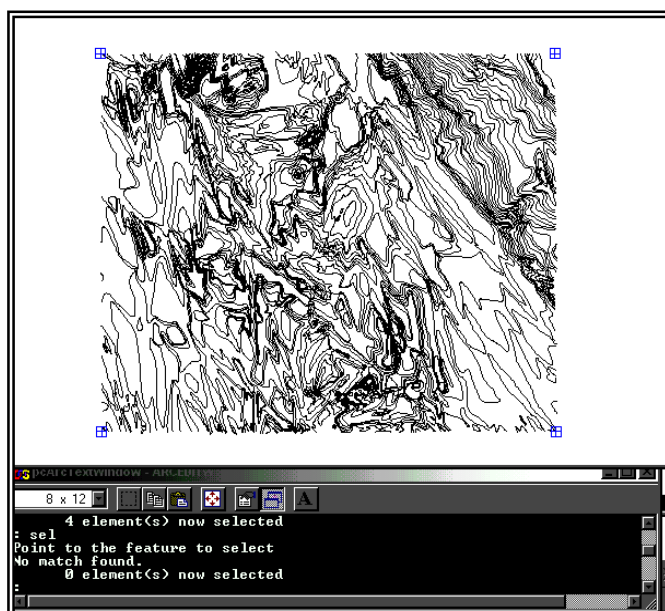 pcArcTextWindow - ARCEDIT
8 x 12
A
4 element(s) now selected
: sel
Point to the feature to select
No match found.
0 element(s) now selected
: